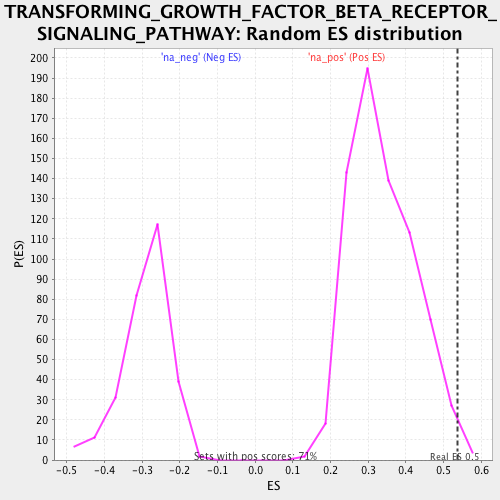 TRANSFORMING_GROWTH_FACTOR_BETA_RECEPTOR_
SIGNALING_PATHWAY: Random ES distribution
'na_neg' (Neg ES) 'na_pos' (Pos ES)
200
190
180
170
160
150
140
130
120
110
100
90
80
70
60
50
40
30
20
10
0
P(ES)
Sets with pos scores: 71%
Real ES 0.5
-0.5 -0.4 -0.3 -0.2 -0.1 0.0 0.1 0.2 0.3 0.4 0.5 0.6
ES